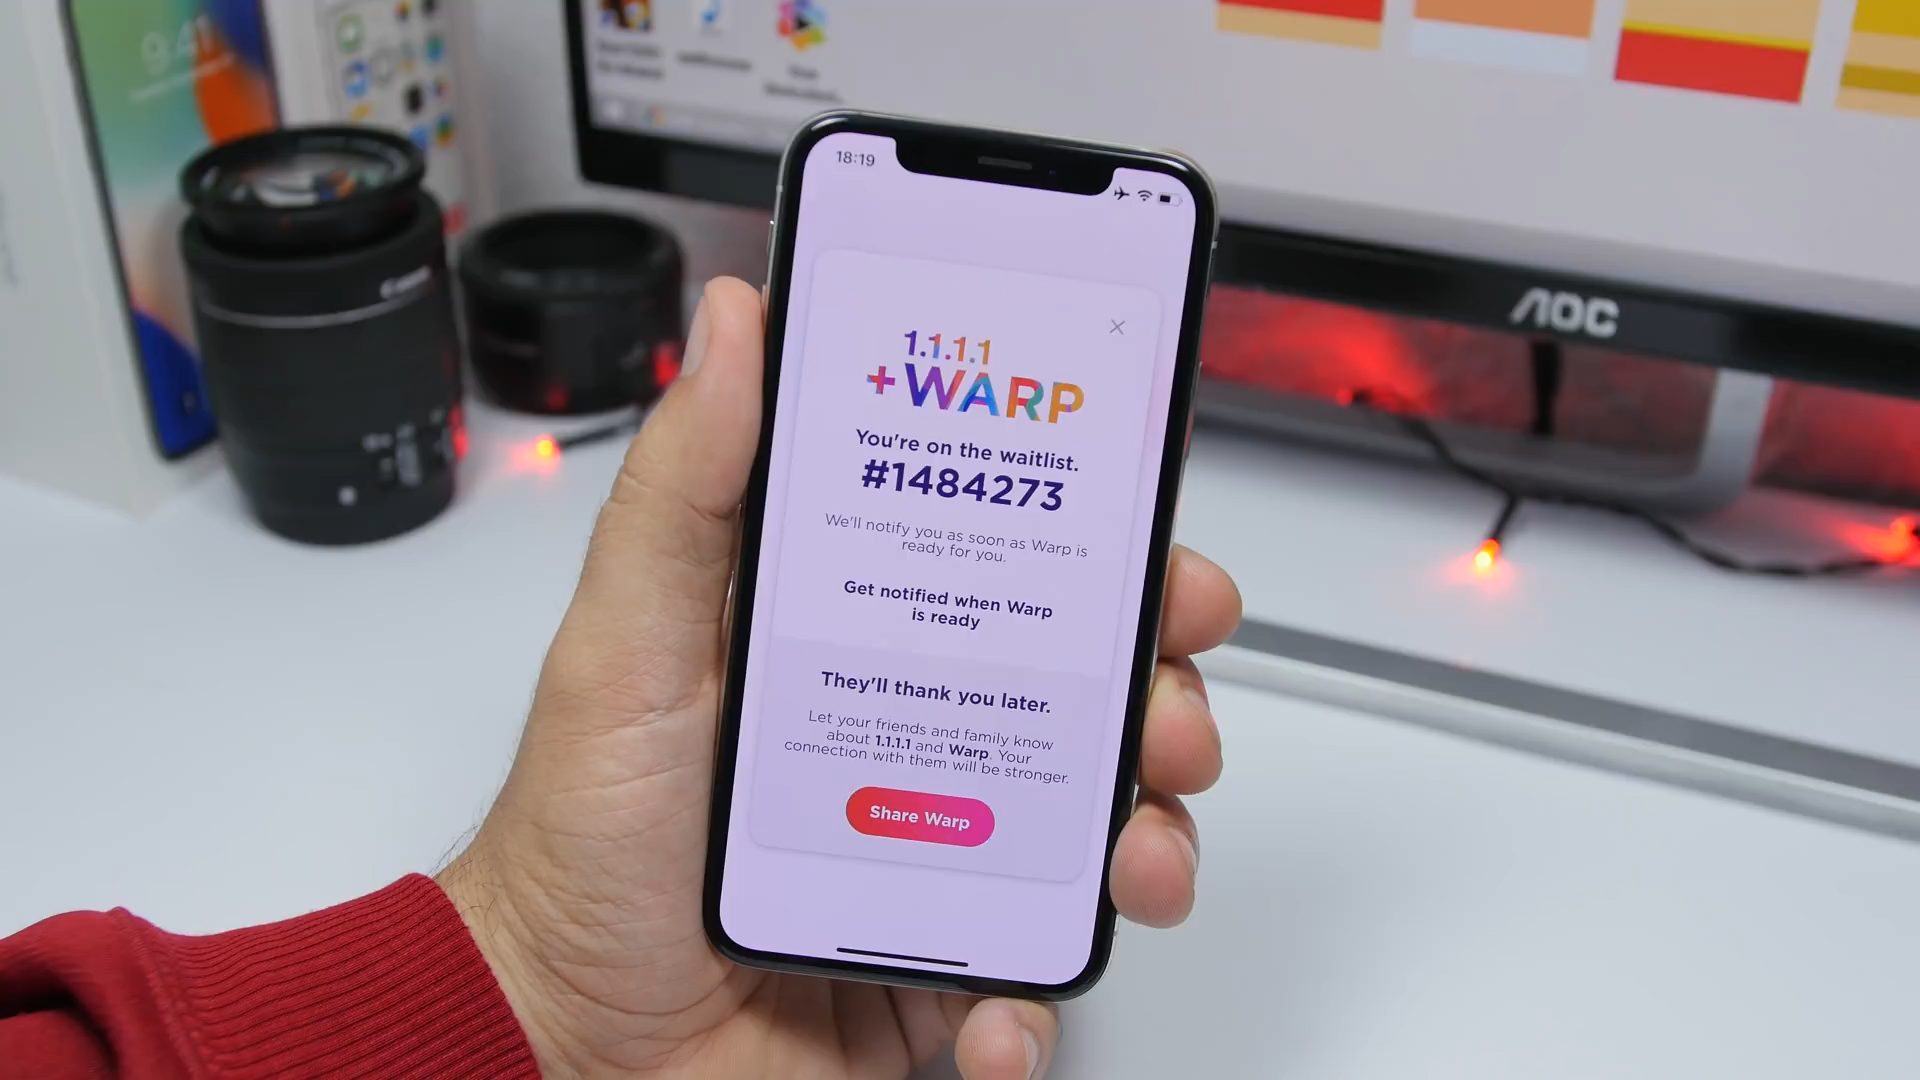 9:41
Canon
AOC
18:19
1.1.1.1
+WARP
You're on the waitlist.
#1484273
We'll notify you as soon as Warp is
ready for you.
Get notified when Warp
is ready
They'll thank you later.
Let your friends and family know
about 1.1.1.1 and Warp. Your
connection with them will be stronger.
Share Warp